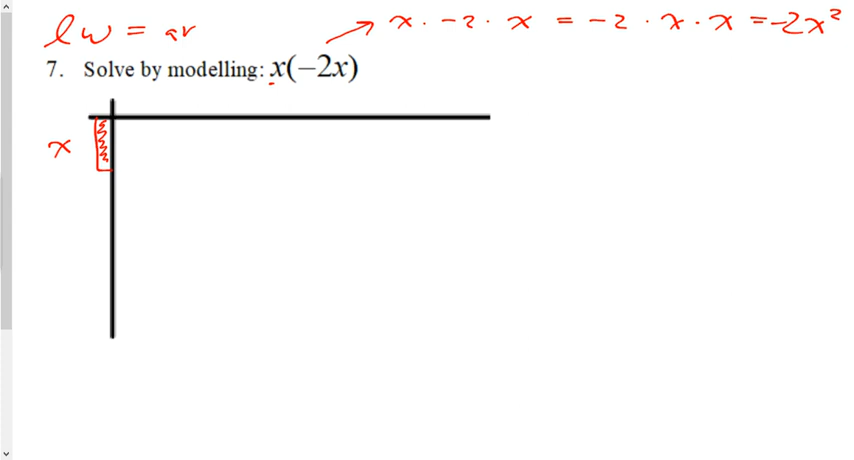 lw = ar
x · -2 · x = -2 · x · x = -2x²
7. Solve by modelling: x(−2x)
x